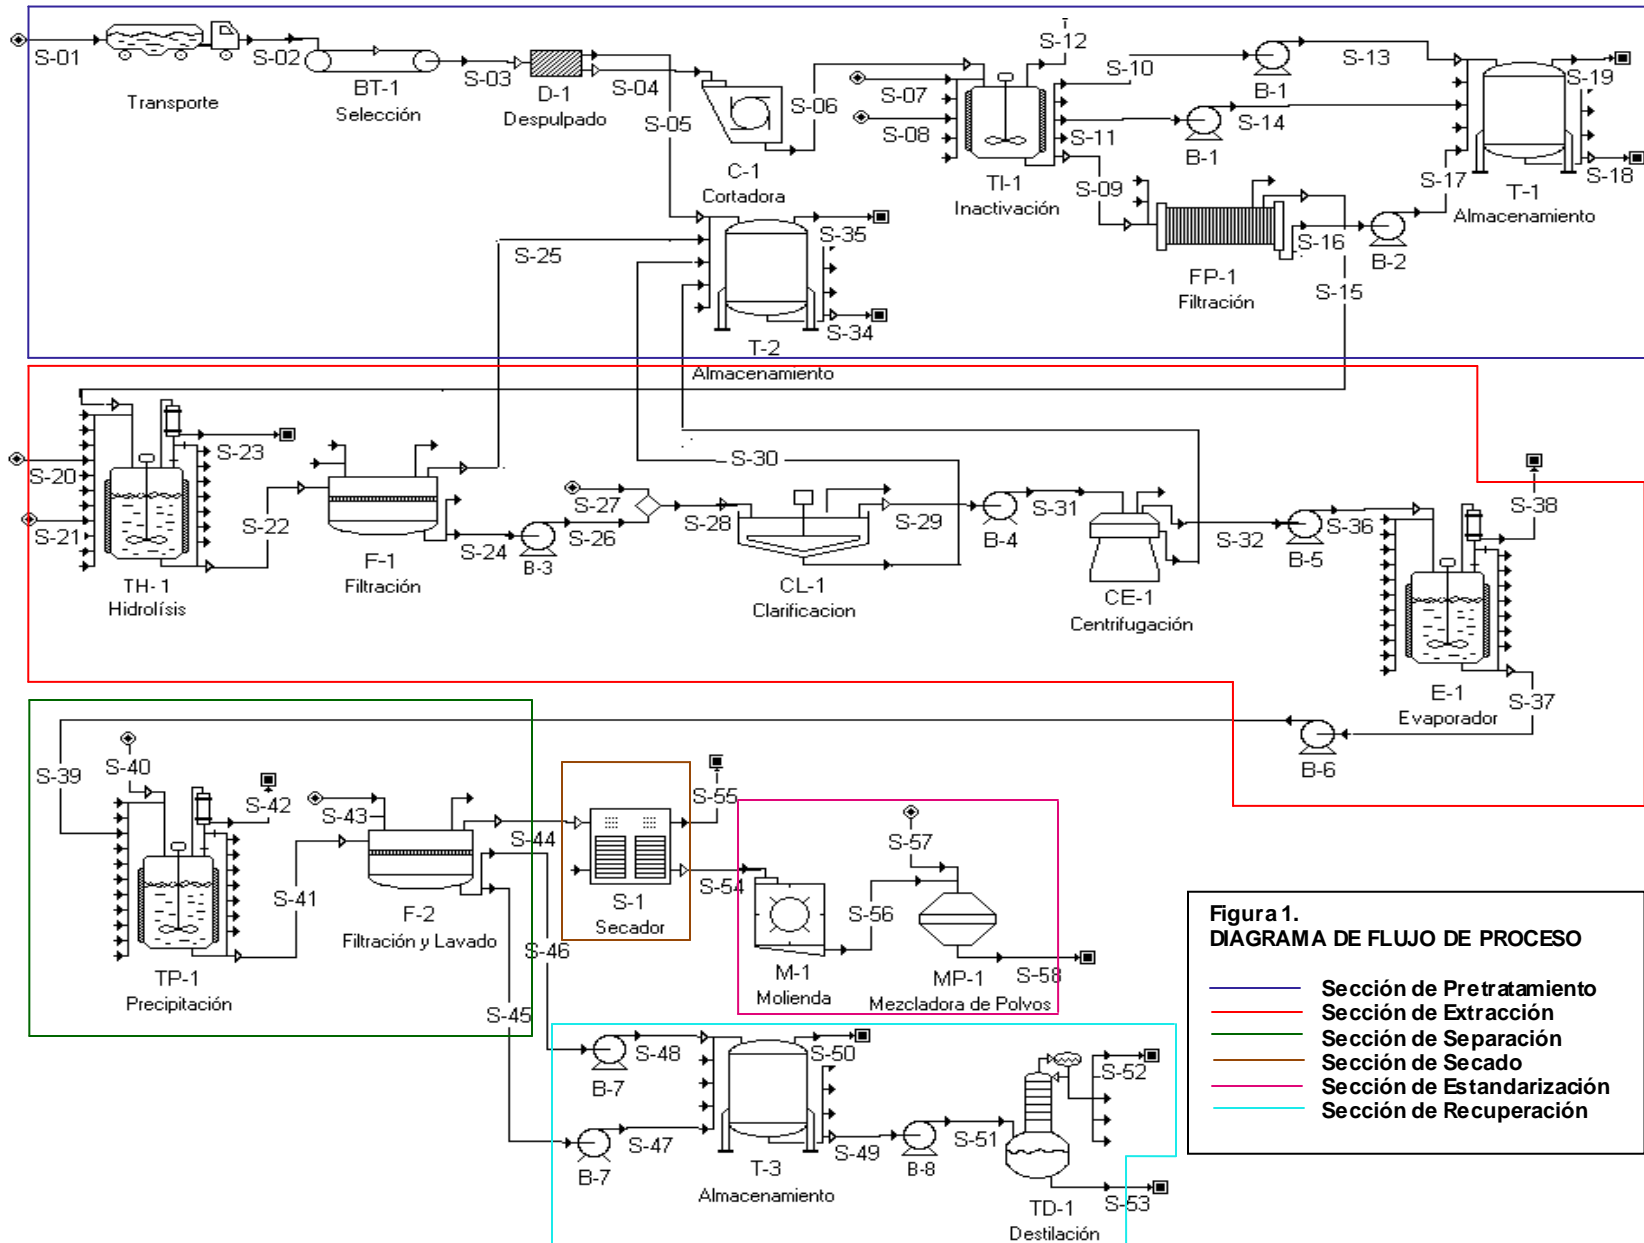 S-01
Transporte
S-02
BT-1
Selección
S-03
D-1
Despulpado
S-04
S-05
C-1
Cortadora
S-06
S-07
S-08
S-12
TI-1
Inactivación
S-10
S-11
S-09
B-1
S-13
B-1
S-14
S-17
S-19
S-18
T-1
Almacenamiento
FP-1
Filtración
S-16
B-2
S-15
S-25
S-35
S-34
T-2
Almacenamiento
S-20
S-21
S-23
TH-1
Hidrolísis
S-22
F-1
Filtración
S-24
B-3
S-26
S-27
S-28
S-30
CL-1
Clarificacion
S-29
B-4
S-31
CE-1
Centrifugación
S-32
B-5
S-36
S-38
E-1
Evaporador
S-37
B-6
S-39
S-40
S-42
TP-1
Precipitación
S-41
S-43
F-2
Filtración y Lavado
S-44
S-46
S-45
S-55
S-1
Secador
S-54
M-1
Molienda
S-56
S-57
MP-1
Mezcladora de Polvos
S-58
B-7
S-48
B-7
S-47
S-50
T-3
Almacenamiento
S-49
B-8
S-51
TD-1
Destilación
S-52
S-53
Figura 1.
DIAGRAMA DE FLUJO DE PROCESO
Sección de Pretratamiento
Sección de Extracción
Sección de Separación
Sección de Secado
Sección de Estandarización
Sección de Recuperación